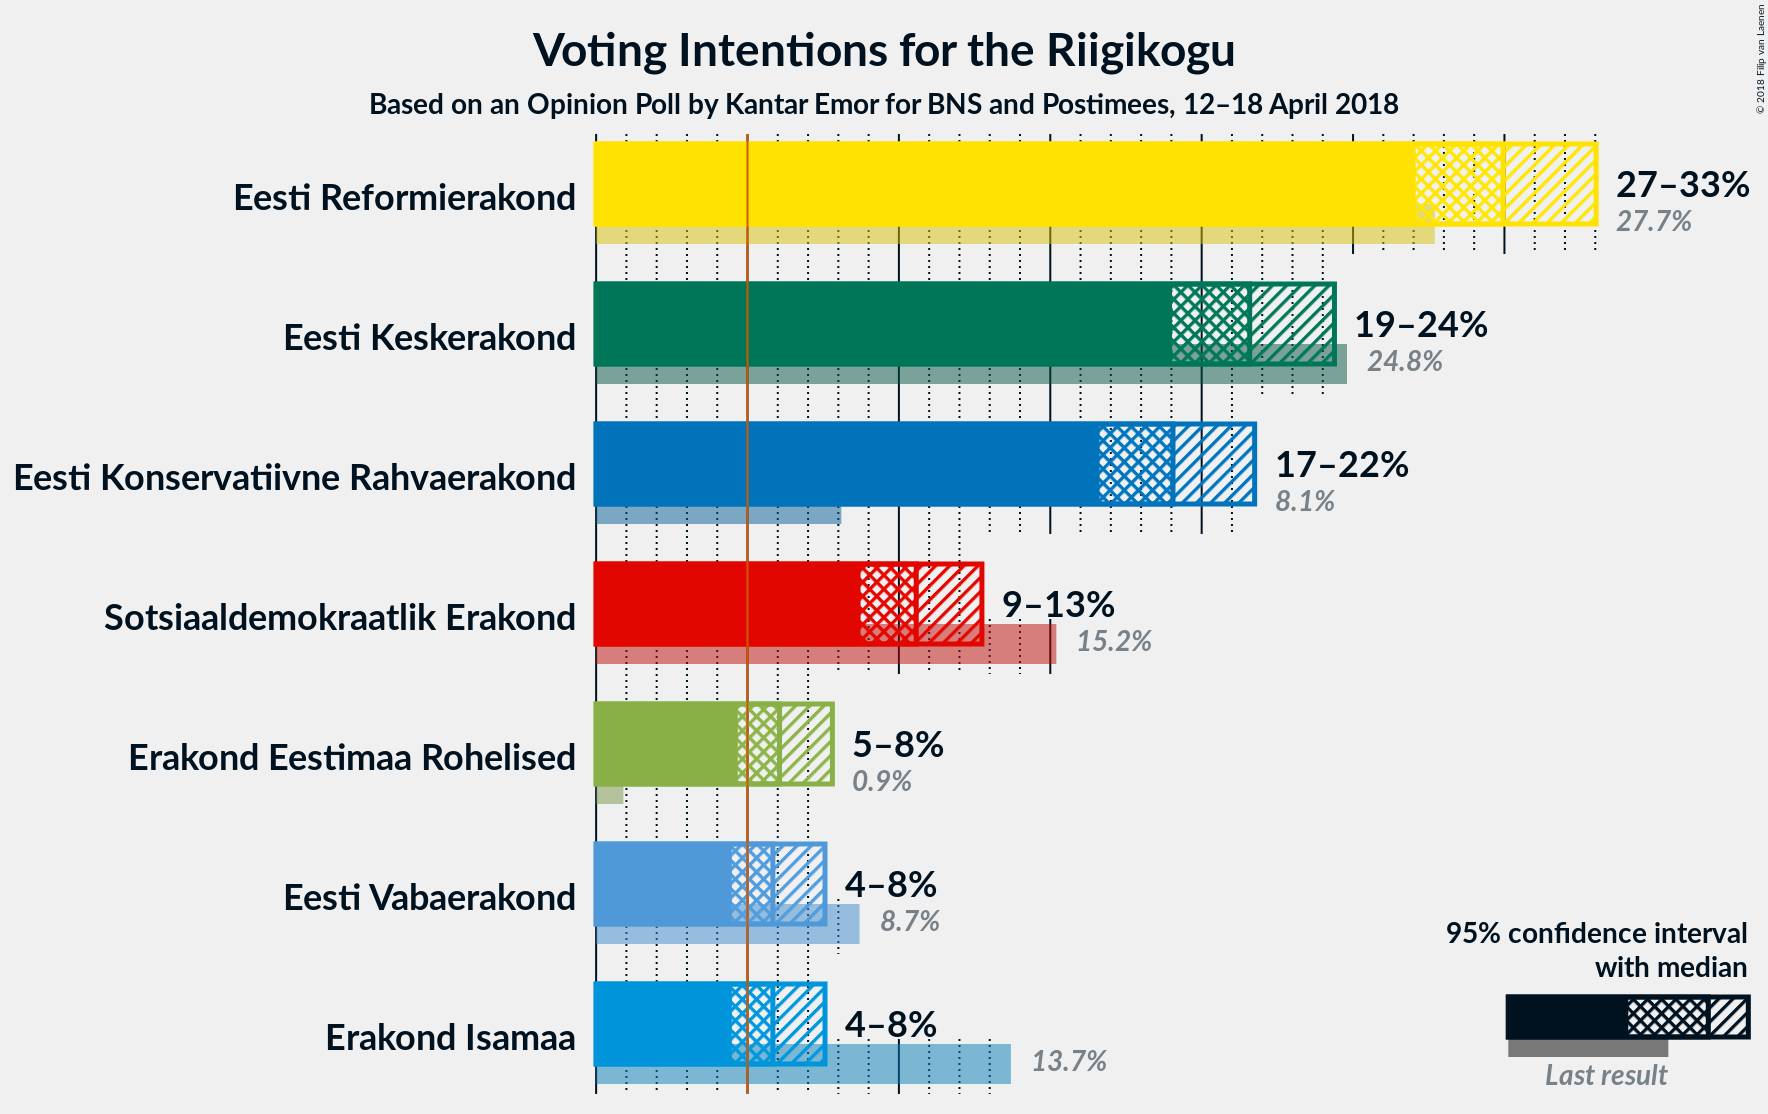 Voting Intentions for the Riigikogu
Based on an Opinion Poll by Kantar Emor for BNS and Postimees, 12–18 April 2018
© 2018 Filip van Laenen
Eesti Reformierakond
27–33%
27.7%
Eesti Keskerakond
19–24%
24.8%
Eesti Konservatiivne Rahvaerakond
17–22%
8.1%
Sotsiaaldemokraatlik Erakond
9–13%
15.2%
Erakond Eestimaa Rohelised
5–8%
0.9%
Eesti Vabaerakond
4–8%
8.7%
Erakond Isamaa
4–8%
13.7%
95% confidence interval
with median
Last result